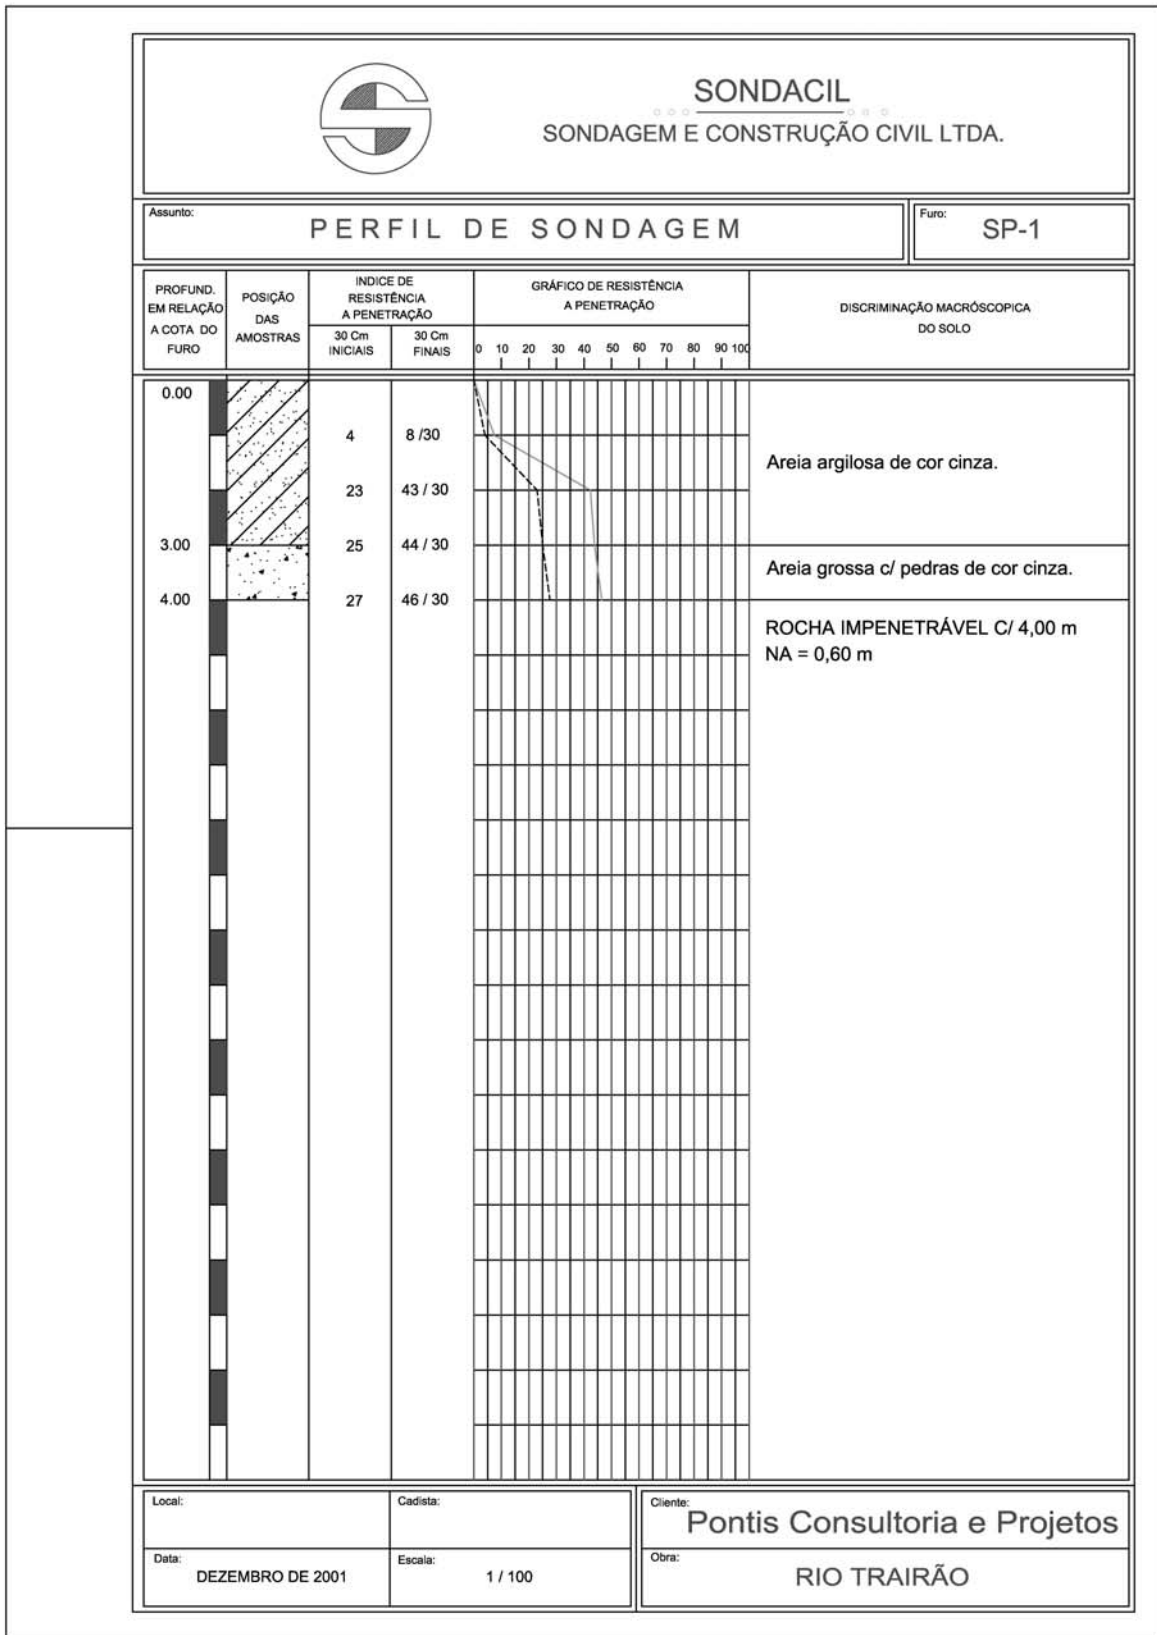 SONDACIL
SONDAGEM E CONSTRUÇÃO CIVIL LTDA.
Assunto:
PERFIL DE SONDAGEM
Furo:
SP-1
PROFUND.
EM RELAÇÃO
A COTA DO
FURO
POSIÇÃO
DAS
AMOSTRAS
INDICE DE
RESISTÊNCIA
A PENETRAÇÃO
30 Cm
INICIAIS
30 Cm
FINAIS
GRÁFICO DE RESISTÊNCIA
A PENETRAÇÃO
0 10 20 30 40 50 60 70 80 90 100
DISCRIMINAÇÃO MACRÓSCOPICA
DO SOLO
0.00
4 8 /30
Areia argilosa de cor cinza.
23 43 / 30
3.00 25 44 / 30
Areia grossa c/ pedras de cor cinza.
4.00 27 46 / 30
ROCHA IMPENETRÁVEL C/ 4,00 m
NA = 0,60 m
Local:
Cadista:
Cliente:
Pontis Consultoria e Projetos
Data:
DEZEMBRO DE 2001
Escala:
1 / 100
Obra:
RIO TRAIRÃO